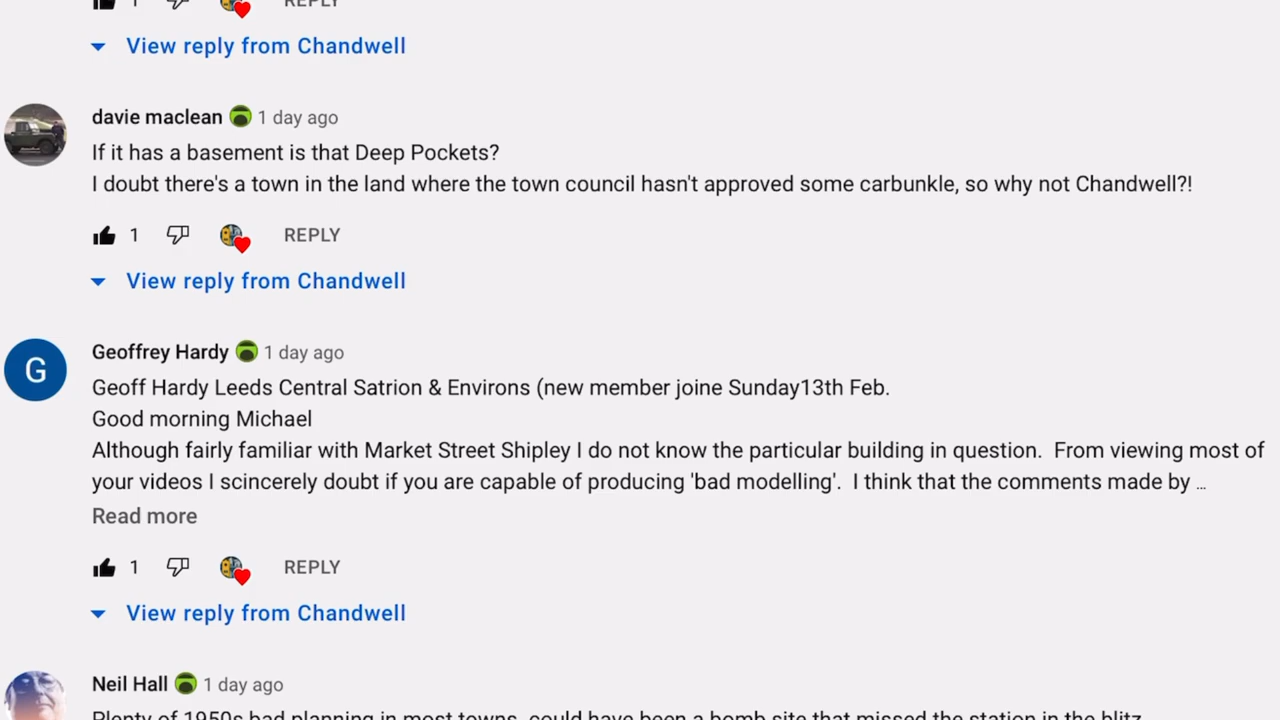 1 REPLY
View reply from Chandwell
davie maclean 1 day ago
If it has a basement is that Deep Pockets?
I doubt there's a town in the land where the town council hasn't approved some carbunkle, so why not Chandwell?!
1 REPLY
View reply from Chandwell
G
Geoffrey Hardy 1 day ago
Geoff Hardy Leeds Central Satrion & Environs (new member joine Sunday13th Feb.
Good morning Michael
Although fairly familiar with Market Street Shipley I do not know the particular building in question.  From viewing most of
your videos I scincerely doubt if you are capable of producing 'bad modelling'.  I think that the comments made by ...
Read more
1 REPLY
View reply from Chandwell
Neil Hall 1 day ago
Plenty of 1950s bad planning in most towns, could have been a bomb site that missed the station in the blitz